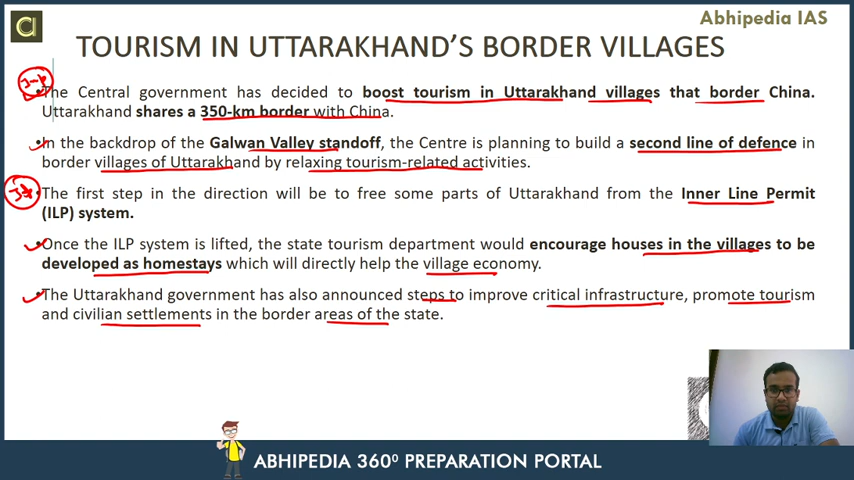 Abhipedia IAS
TOURISM IN UTTARAKHAND'S BORDER VILLAGES
•The Central government has decided to boost tourism in Uttarakhand villages that border China.
Uttarakhand shares a 350-km border with China.
•In the backdrop of the Galwan Valley standoff, the Centre is planning to build a second line of defence in
border villages of Uttarakhand by relaxing tourism-related activities.
•The first step in the direction will be to free some parts of Uttarakhand from the Inner Line Permit
(ILP) system.
•Once the ILP system is lifted, the state tourism department would encourage houses in the villages to be
developed as homestays which will directly help the village economy.
•The Uttarakhand government has also announced steps to improve critical infrastructure, promote tourism
and civilian settlements in the border areas of the state.
ABHIPEDIA 360⁰ PREPARATION PORTAL